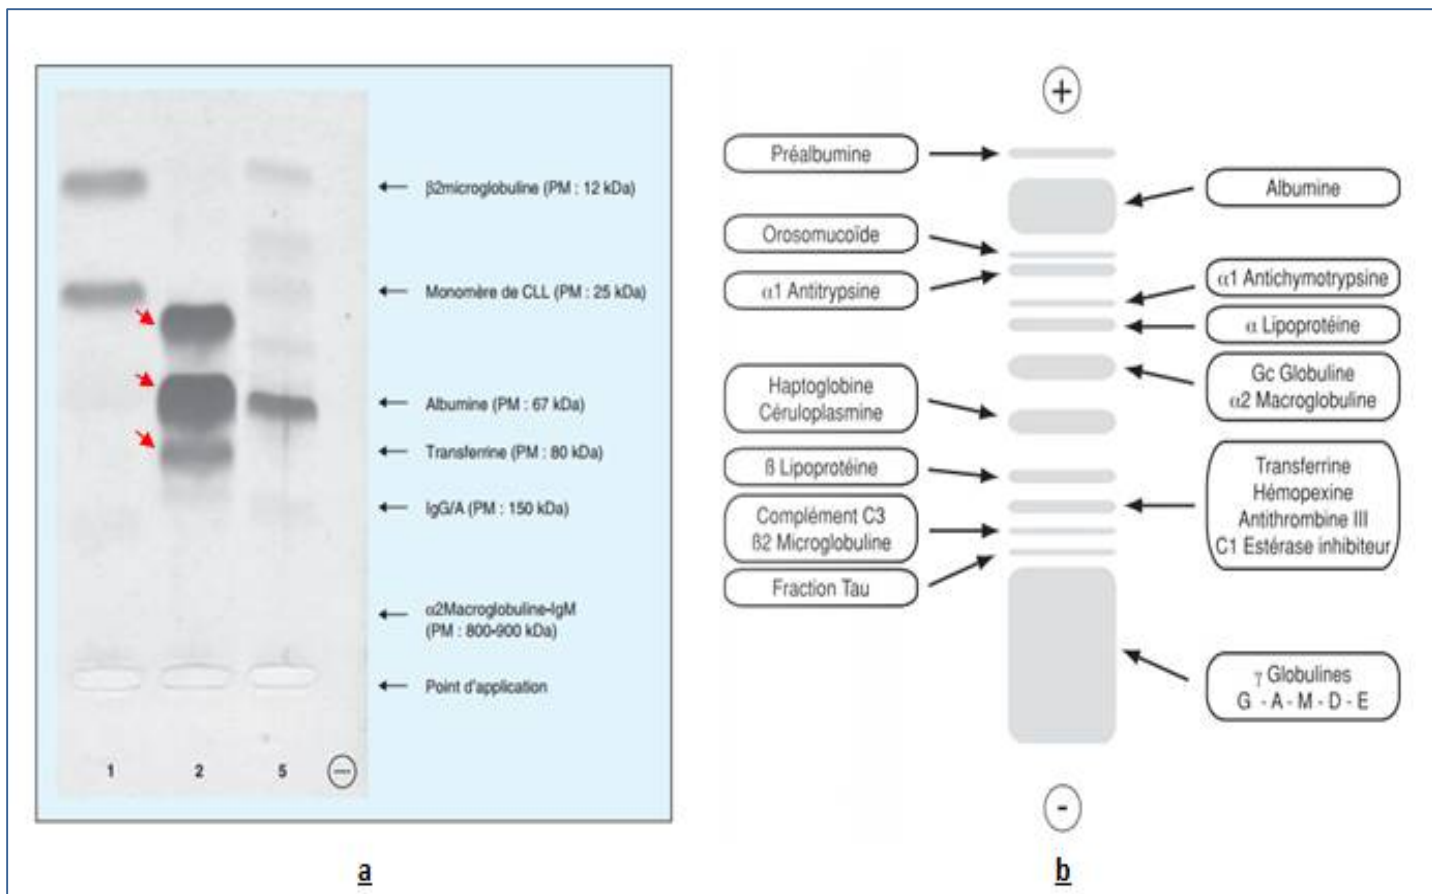 β2microglobuline (PM : 12 kDa)
Monomère de CLL (PM : 25 kDa)
Albumine (PM : 67 kDa)
Transferrine (PM : 80 kDa)
IgG/A (PM : 150 kDa)
α2Macroglobuline-IgM
(PM : 800-900 kDa)
Point d'application
1 2 5 −
a
+
Préalbumine
Albumine
Orosomucoïde
α1 Antitrypsine
α1 Antichymotrypsine
α Lipoprotéine
Haptoglobine
Céruloplasmine
Gc Globuline
α2 Macroglobuline
ß Lipoprotéine
Transferrine
Hémopexine
Antithrombine III
C1 Estérase inhibiteur
Complément C3
ß2 Microglobuline
Fraction Tau
γ Globulines
G - A - M - D - E
-
b